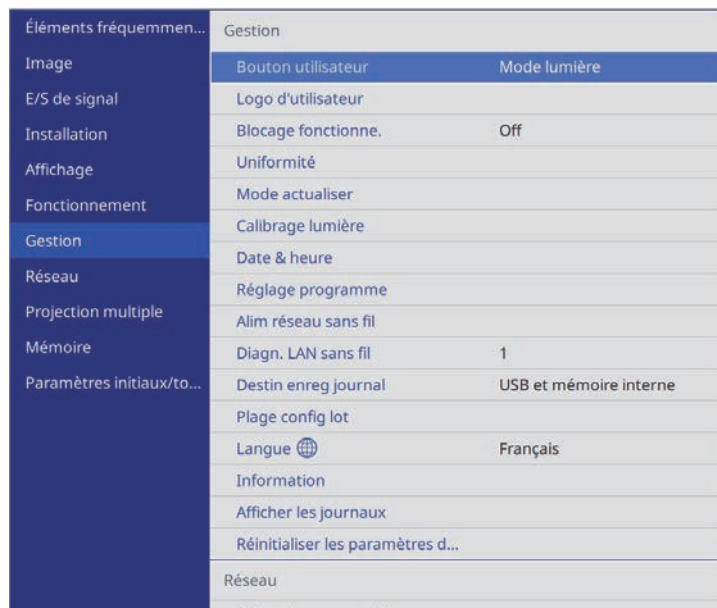 Éléments fréquemmen...
Image
E/S de signal
Installation
Affichage
Fonctionnement
Gestion
Réseau
Projection multiple
Mémoire
Paramètres initiaux/to...
Gestion
Bouton utilisateur Mode lumière
Logo d'utilisateur
Blocage fonctionne. Off
Uniformité
Mode actualiser
Calibrage lumière
Date & heure
Réglage programme
Alim réseau sans fil
Diagn. LAN sans fil 1
Destin enreg journal USB et mémoire interne
Plage config lot
Langue Français
Information
Afficher les journaux
Réinitialiser les paramètres d...
Réseau